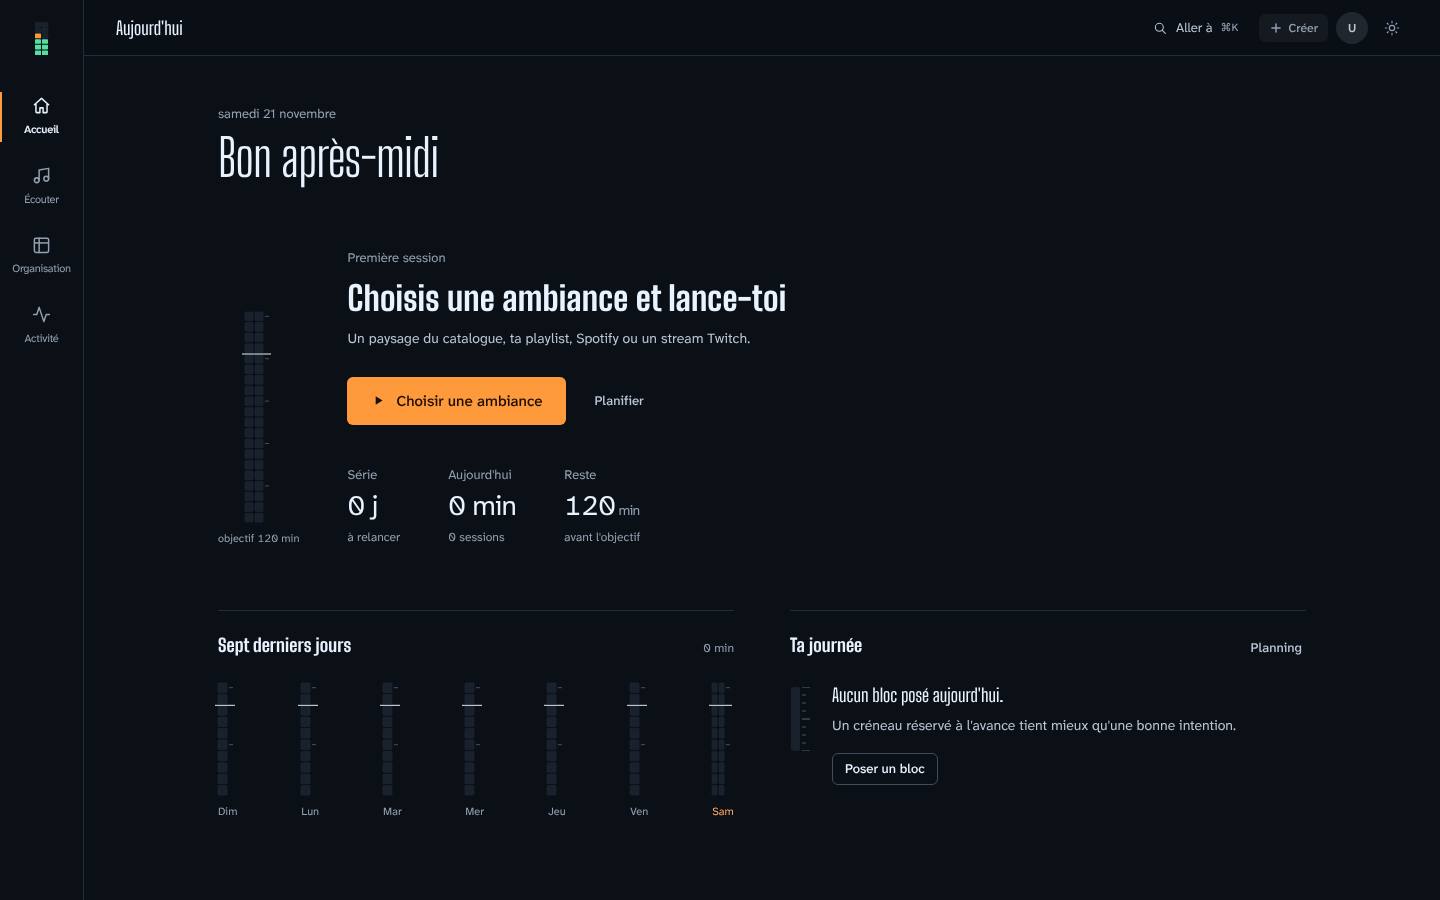 Aujourd'hui
Aller à ⌘K
Créer
U
Accueil
Écouter
Organisation
Activité
samedi 21 novembre
Bon après-midi
Première session
Choisis une ambiance et lance-toi
Un paysage du catalogue, ta playlist, Spotify ou un stream Twitch.
Choisir une ambiance
Planifier
objectif 120 min
Série
0 j
à relancer
Aujourd'hui
0 min
0 sessions
Reste
120 min
avant l'objectif
Sept derniers jours
0 min
Dim Lun Mar Mer Jeu Ven Sam
Ta journée
Planning
Aucun bloc posé aujourd'hui.
Un créneau réservé à l'avance tient mieux qu'une bonne intention.
Poser un bloc